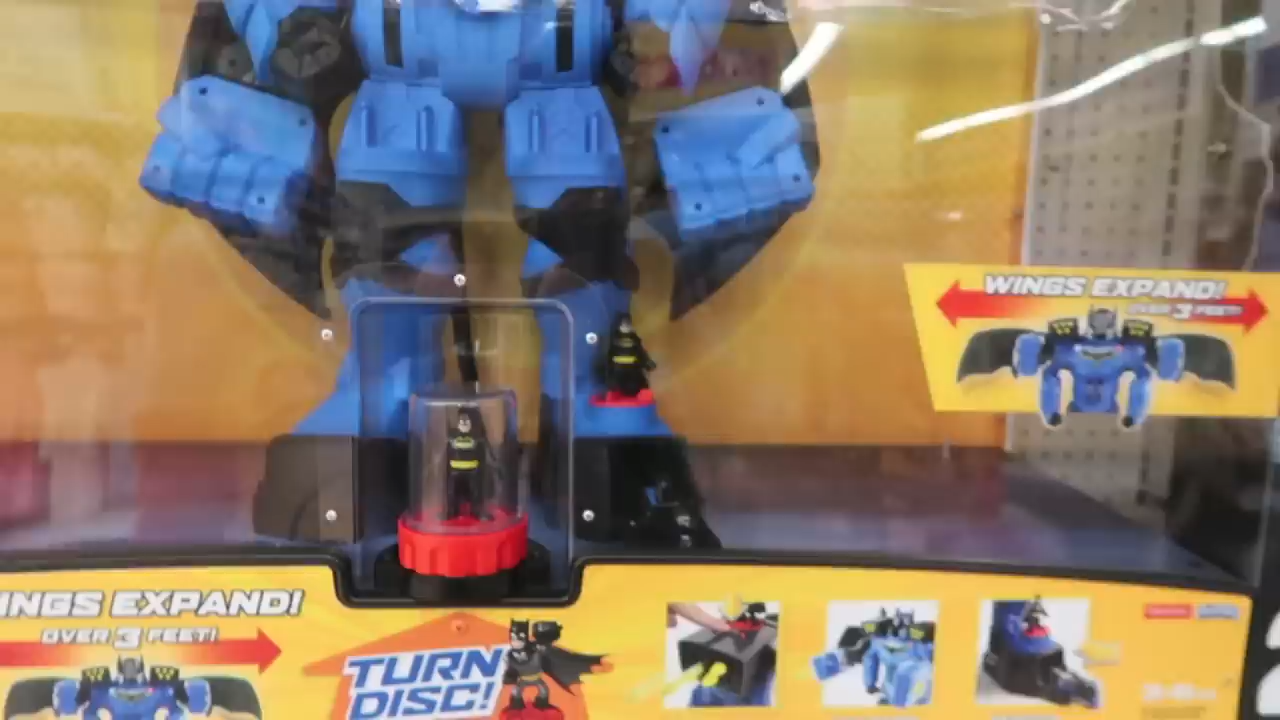 WINGS EXPAND!
OVER 3 FEET!
INGS EXPAND!
OVER 3 FEET!
TURN
DISC!